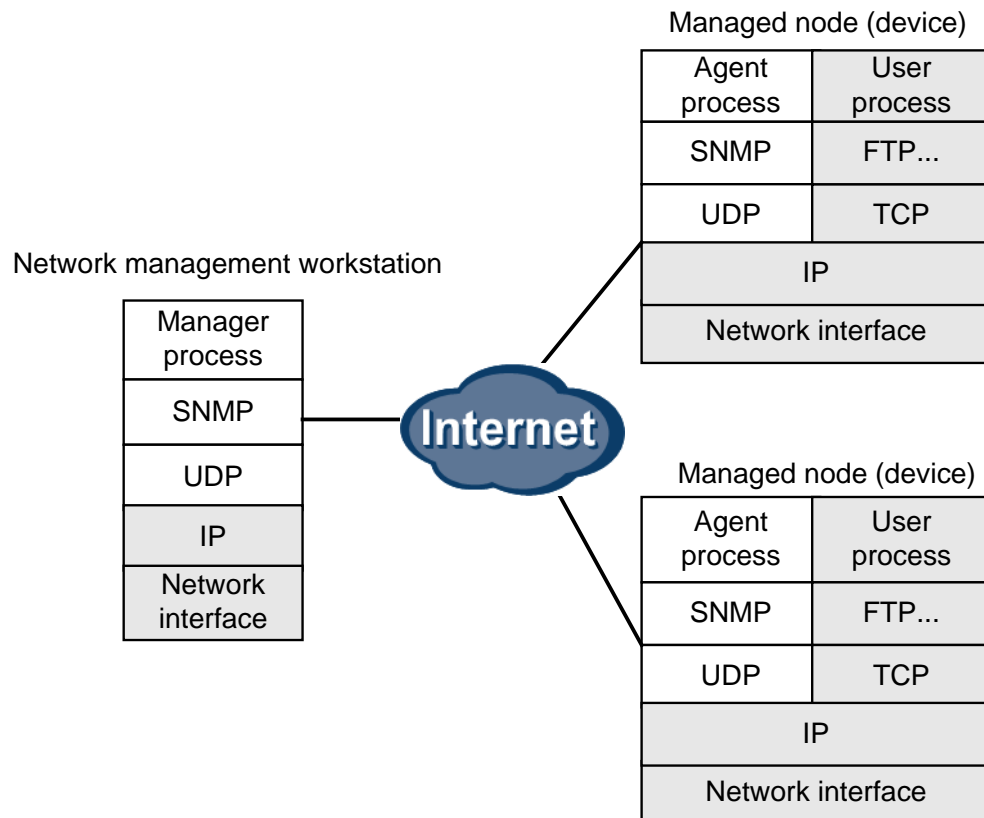 Managed node (device)
Agent
process
User
process
SNMP
FTP...
UDP
TCP
IP
Network interface
Network management workstation
Manager
process
SNMP
UDP
IP
Network
interface
Internet
Managed node (device)
Agent
process
User
process
SNMP
FTP...
UDP
TCP
IP
Network interface